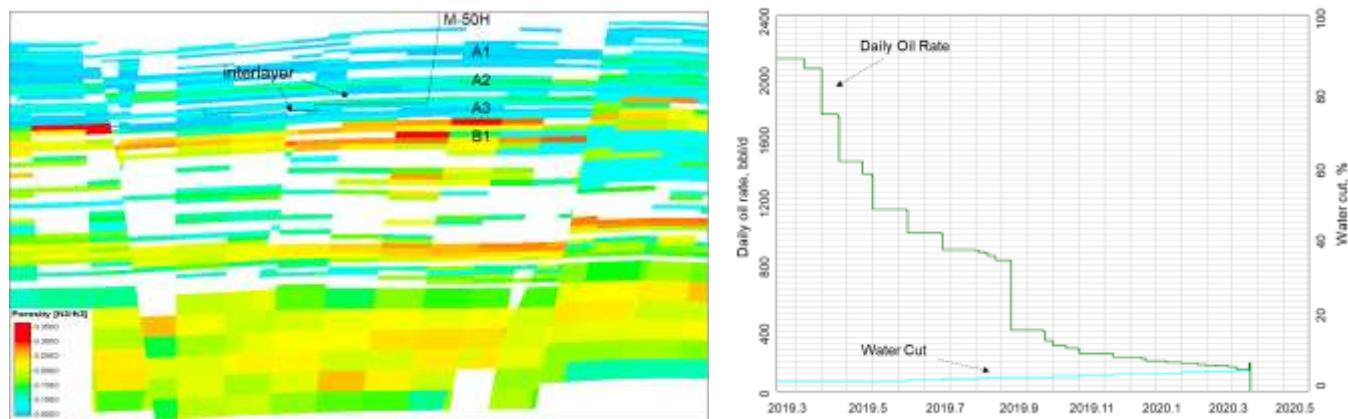 M-50H
A1
interlayer
A2
A3
B1
Porosity [ft3/ft3]
2400
2000
1600
1200
800
400
0
Daily oil rate, bbl/d
Daily Oil Rate
Water Cut
100
80
60
40
20
0
Water cut, %
2019.3
2019.5
2019.7
2019.9
2019.11
2020.1
2020.3
2020.5